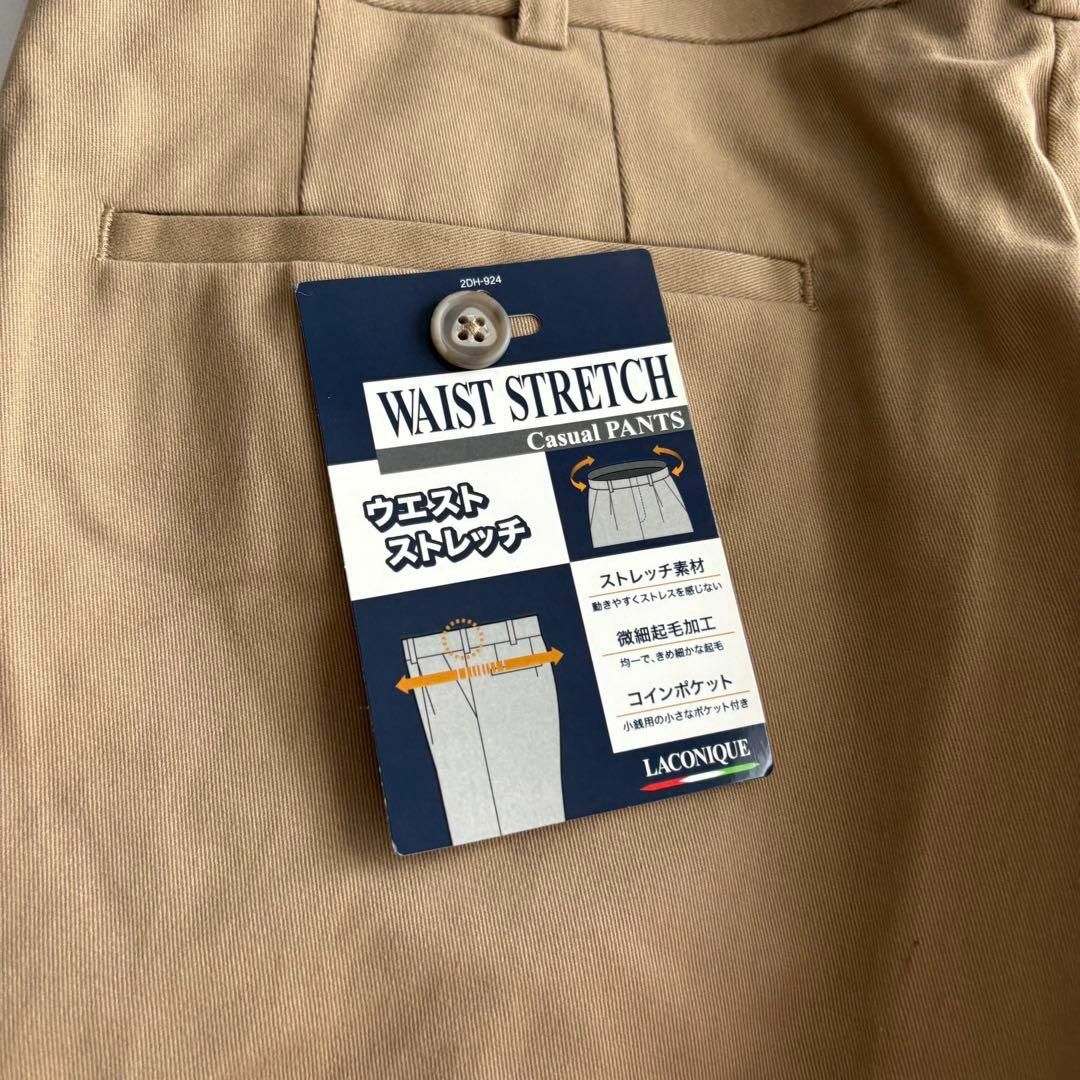 2DH-924
WAIST STRETCH
Casual PANTS
ウエスト
ストレッチ
ストレッチ素材
動きやすくストレスを感じない
微細起毛加工
均一で、きめ細かな起毛
コインポケット
小銭用の小さなポケット付き
LACONIQUE